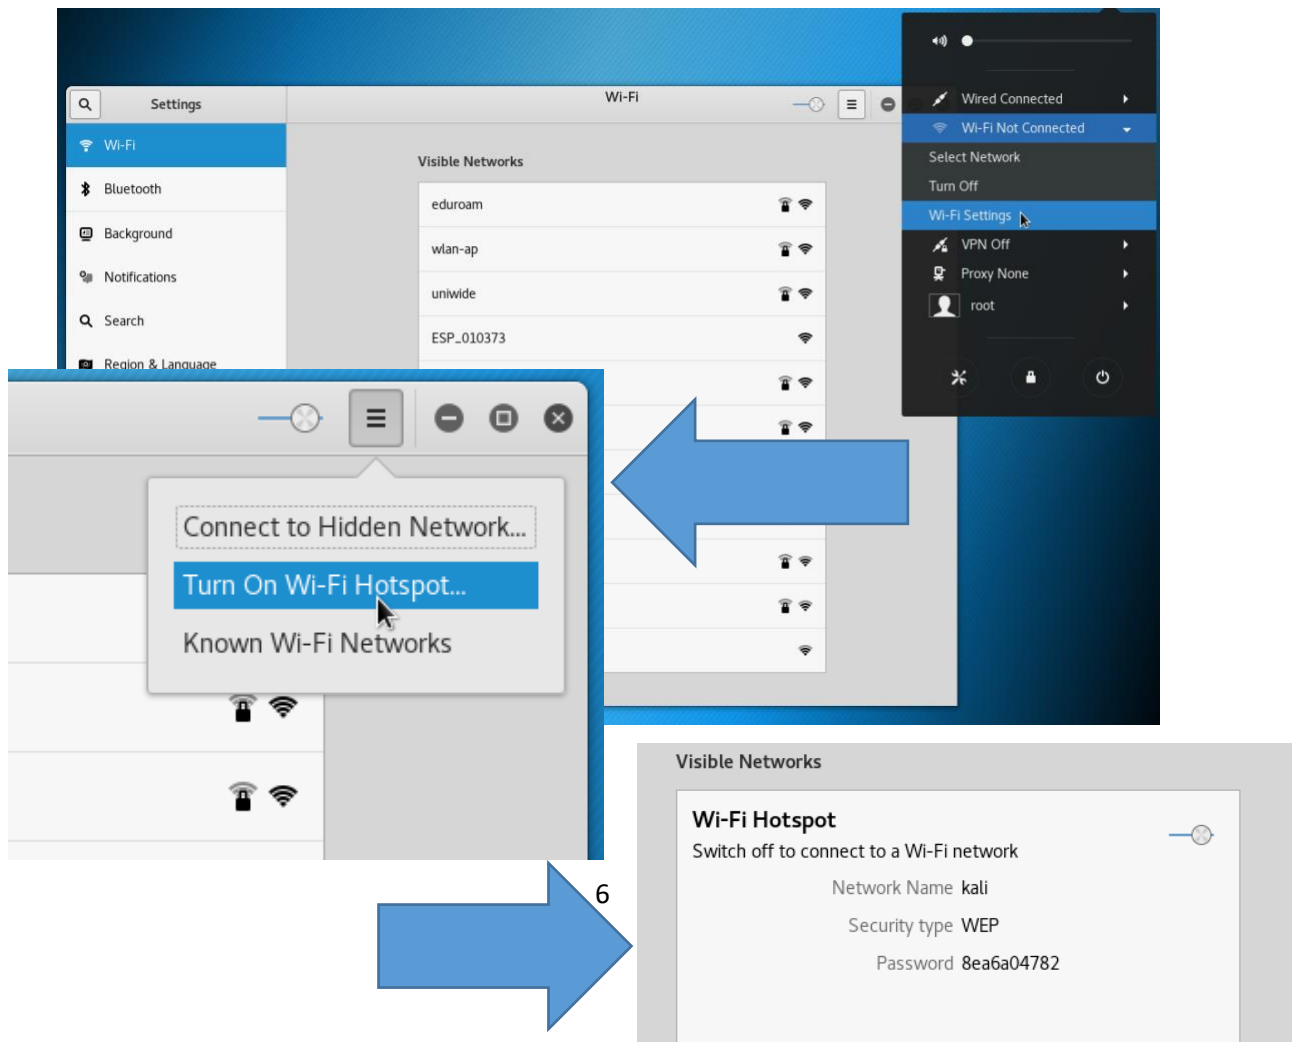 Settings
Wi-Fi
Wi-Fi
Bluetooth
Background
Notifications
Search
Region & Language
Visible Networks
eduroam
wlan-ap
uniwide
ESP_010373
Wired Connected
Wi-Fi Not Connected
Select Network
Turn Off
Wi-Fi Settings
VPN Off
Proxy None
root
Connect to Hidden Network...
Turn On Wi-Fi Hotspot...
Known Wi-Fi Networks
6
Visible Networks
Wi-Fi Hotspot
Switch off to connect to a Wi-Fi network
Network Name kali
Security type WEP
Password 8ea6a04782